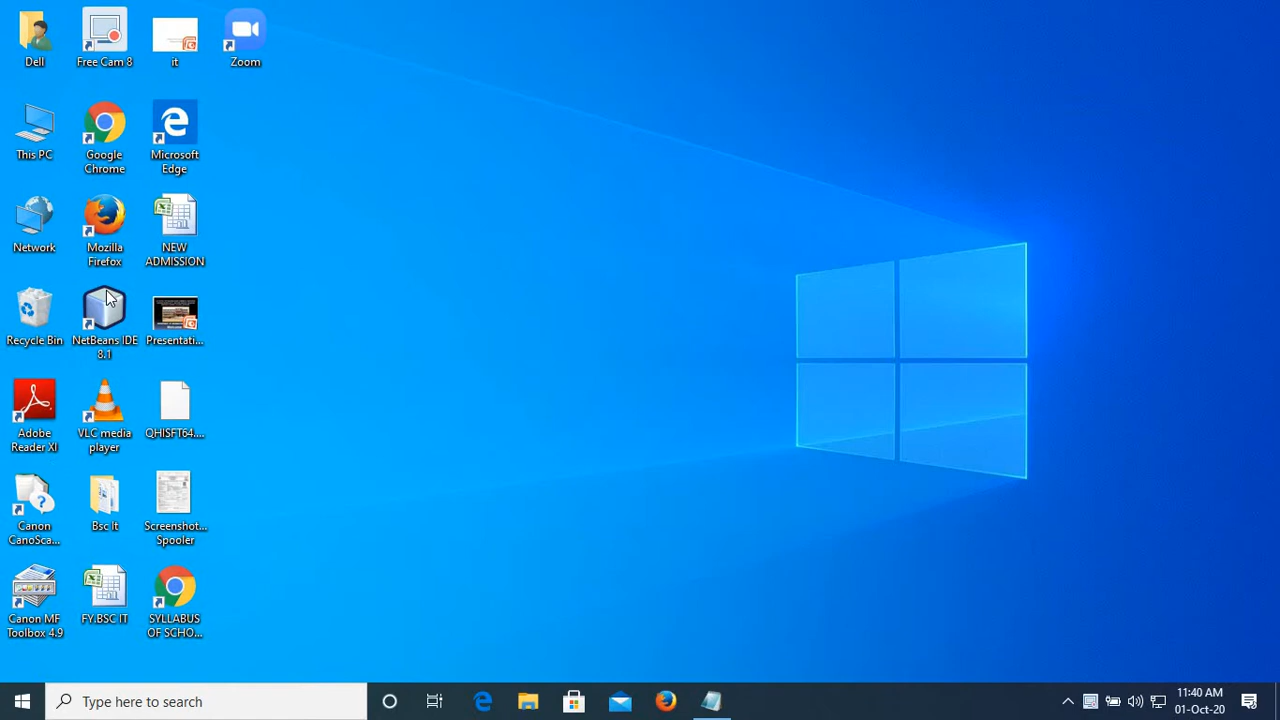 Dell
Free Cam 8
it
Zoom
This PC
Google
Chrome
Microsoft
Edge
Network
Mozilla
Firefox
NEW
ADMISSION
Recycle Bin
NetBeans IDE
8.1
Presentati...
Adobe
Reader XI
VLC media
player
QHISFT64....
Canon
CanoSca...
Bsc It
Screenshot...
Spooler
Canon MF
Toolbox 4.9
FY.BSC IT
SYLLABUS
OF SCHO...
Type here to search
11:40 AM
01-Oct-20